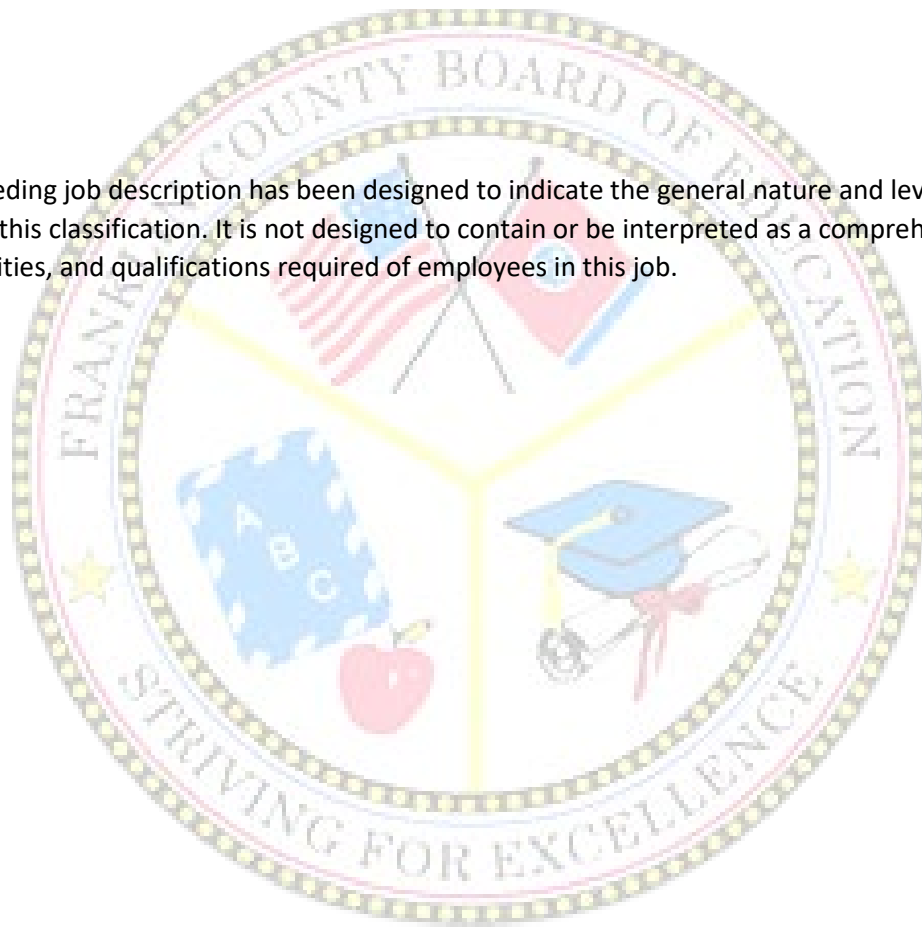 FRANKLIN COUNTY BOARD OF EDUCATION
eding job description has been designed to indicate the general nature and lev
this classification. It is not designed to contain or be interpreted as a compreh
ities, and qualifications required of employees in this job.
A
B
C
STRIVING FOR EXCELLENCE